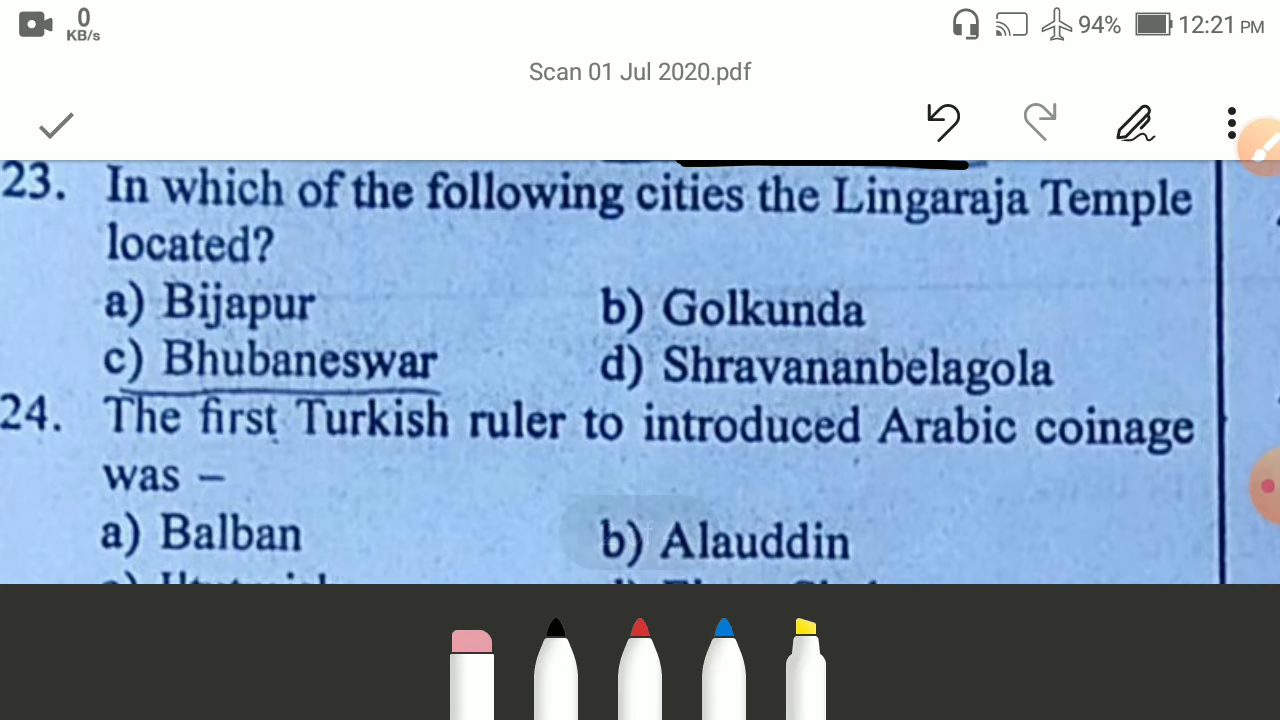 0
KB/s
94%
12:21 PM
Scan 01 Jul 2020.pdf
23. In which of the following cities the Lingaraja Temple
located?
a) Bijapur b) Golkunda
c) Bhubaneswar d) Shravananbelagola
24. The first Turkish ruler to introduced Arabic coinage
was –
a) Balban b) Alauddin